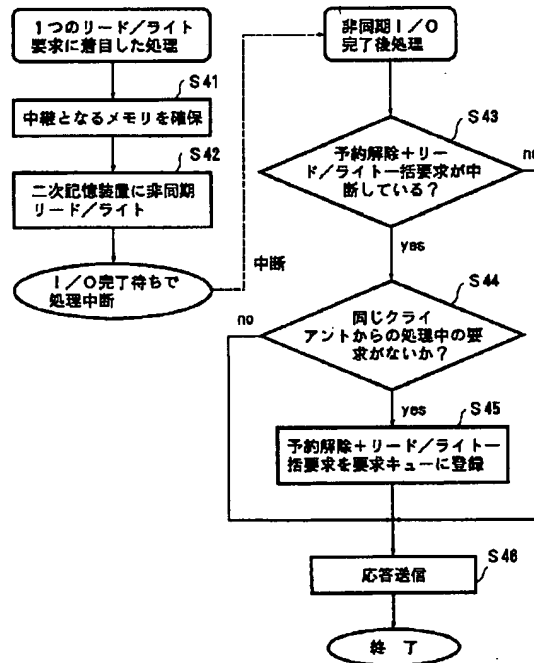 1つのリード/ライト
要求に着目した処理
S41
中継となるメモリを確保
S42
二次記憶装置に非同期
リード/ライト
I/O完了待ちで
処理中断
中断
非同期I/O
完了後処理
S43
予約解除+リー
ド/ライト一括要求が中
断している?
no
yes
S44
同じクライ
アントからの処理中の要
求がないか?
no
yes
S45
予約解除+リード/ライト一
括要求を要求キューに登録
S46
応答送信
終 了